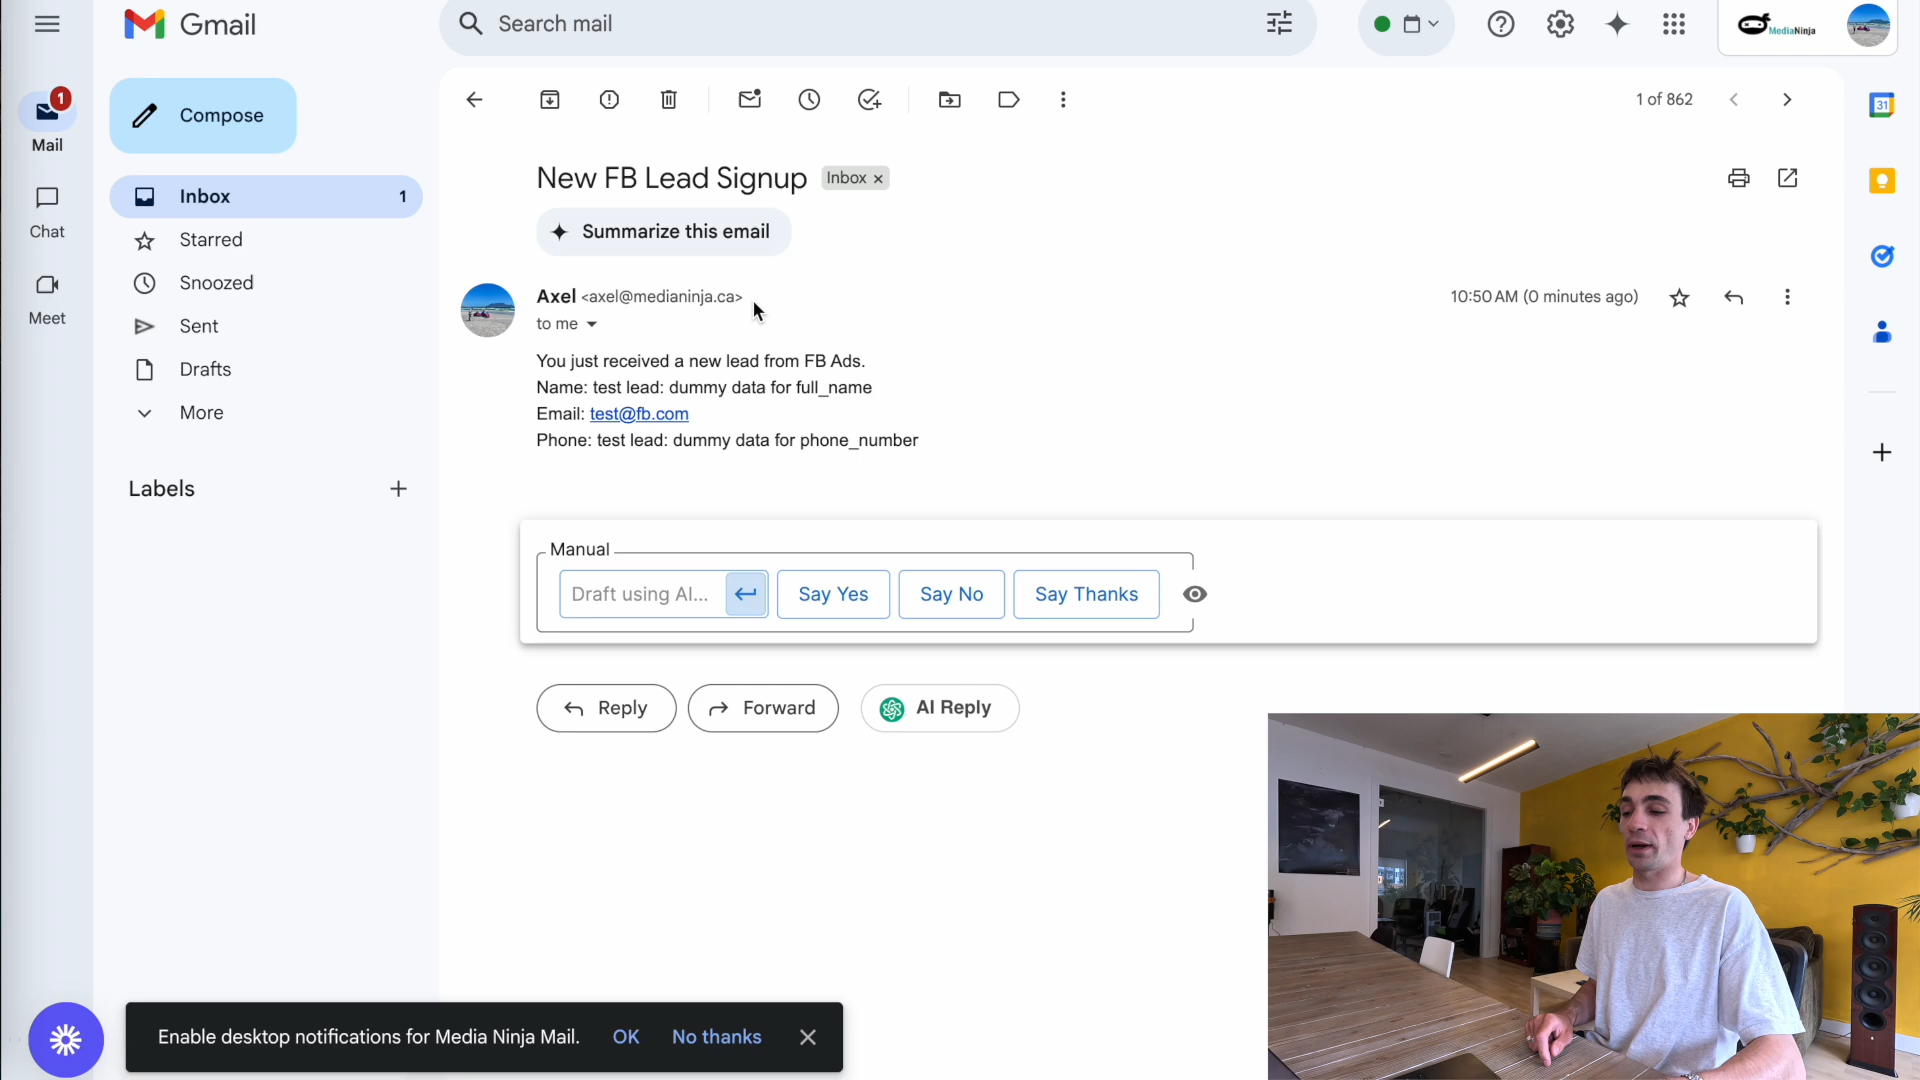 Gmail
Search mail
MediaNinja
1
Mail
Chat
Meet
Compose
Inbox 1
Starred
Snoozed
Sent
Drafts
More
Labels
1 of 862
New FB Lead Signup Inbox ×
Summarize this email
Axel <axel@medianinja.ca>
10:50 AM (0 minutes ago)
to me
You just received a new lead from FB Ads.
Name: test lead: dummy data for full_name
Email: test@fb.com
Phone: test lead: dummy data for phone_number
Manual
Draft using AI...
Say Yes
Say No
Say Thanks
Reply
Forward
AI Reply
31
Enable desktop notifications for Media Ninja Mail. OK No thanks